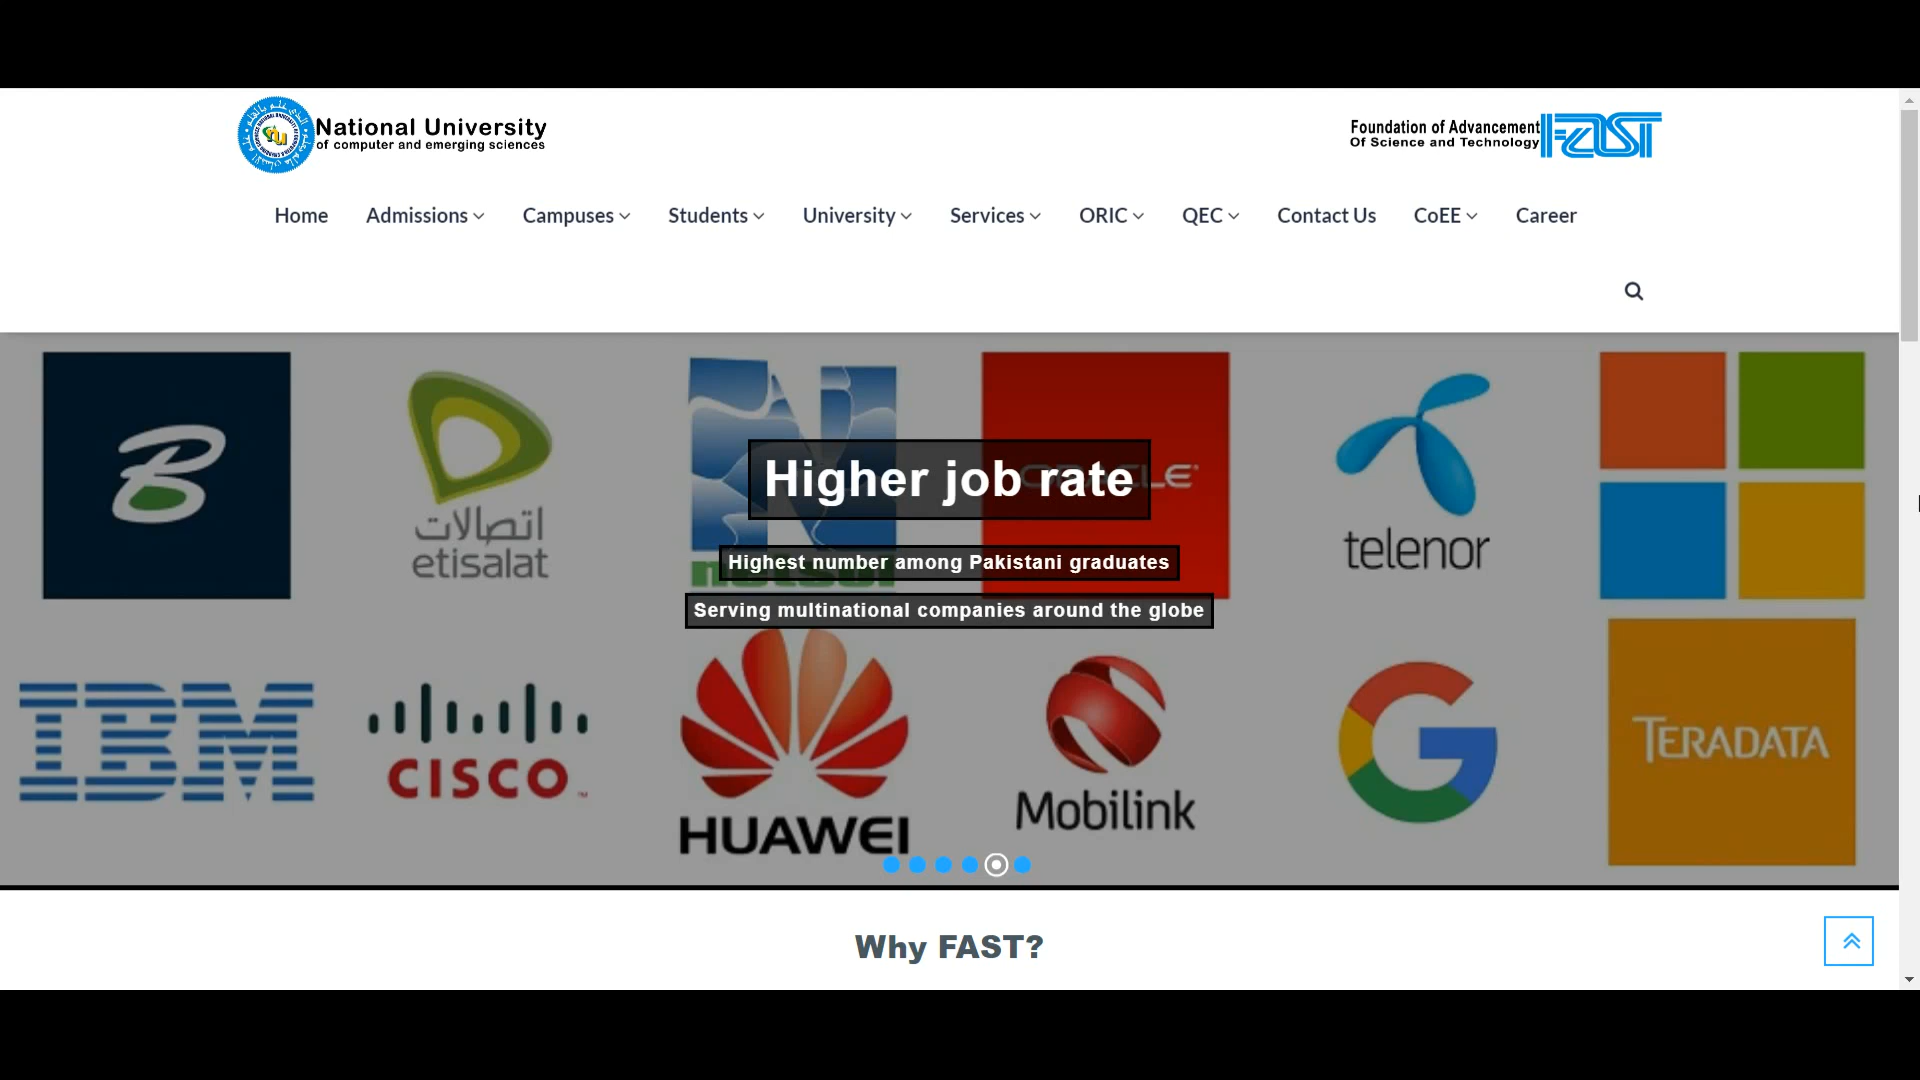 National University
of computer and emerging sciences
Foundation of Advancement
Of Science and Technology
FAST
Home Admissions Campuses Students University Services ORIC QEC Contact Us CoEE Career
B
اتصالات
etisalat
netsol
ORACLE
telenor
Higher job rate
Highest number among Pakistani graduates
Serving multinational companies around the globe
IBM
CISCO
HUAWEI
Mobilink
G
TERADATA
Why FAST?